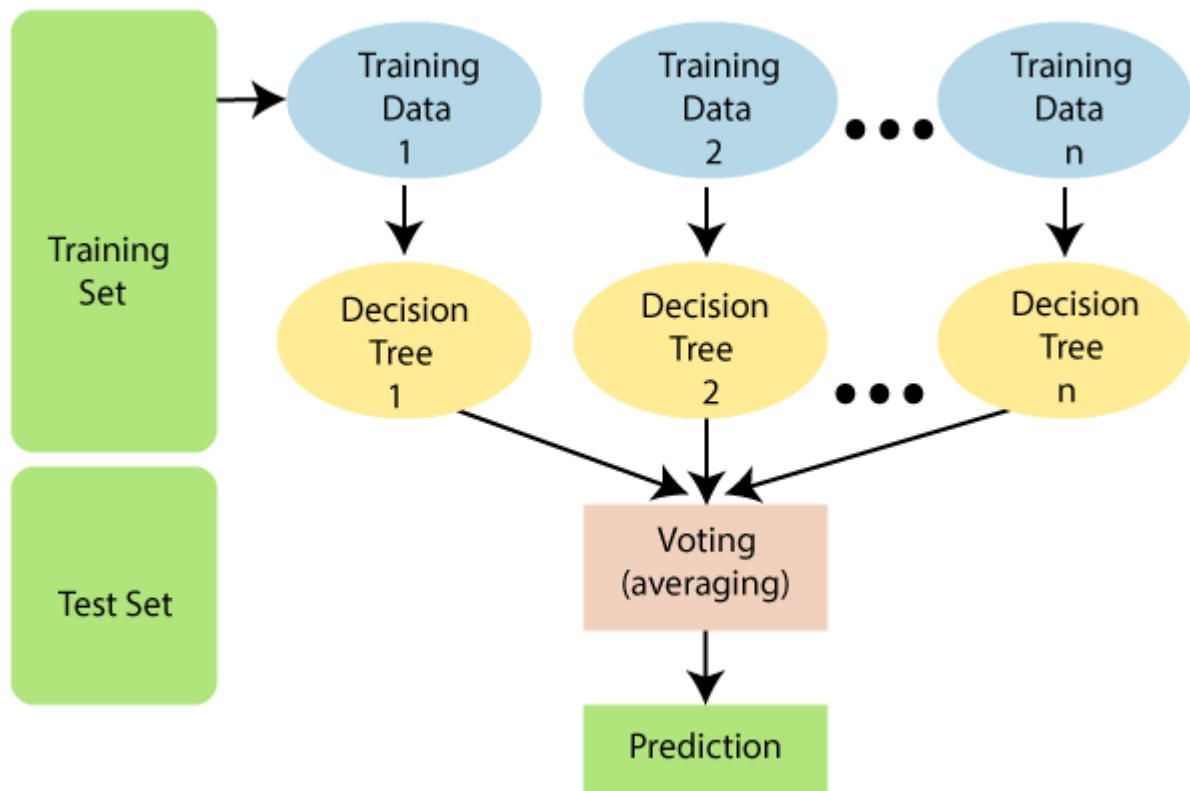 Training
Set
Test Set
Training
Data
1
Training
Data
2
Training
Data
n
Decision
Tree
1
Decision
Tree
2
Decision
Tree
n
Voting
(averaging)
Prediction